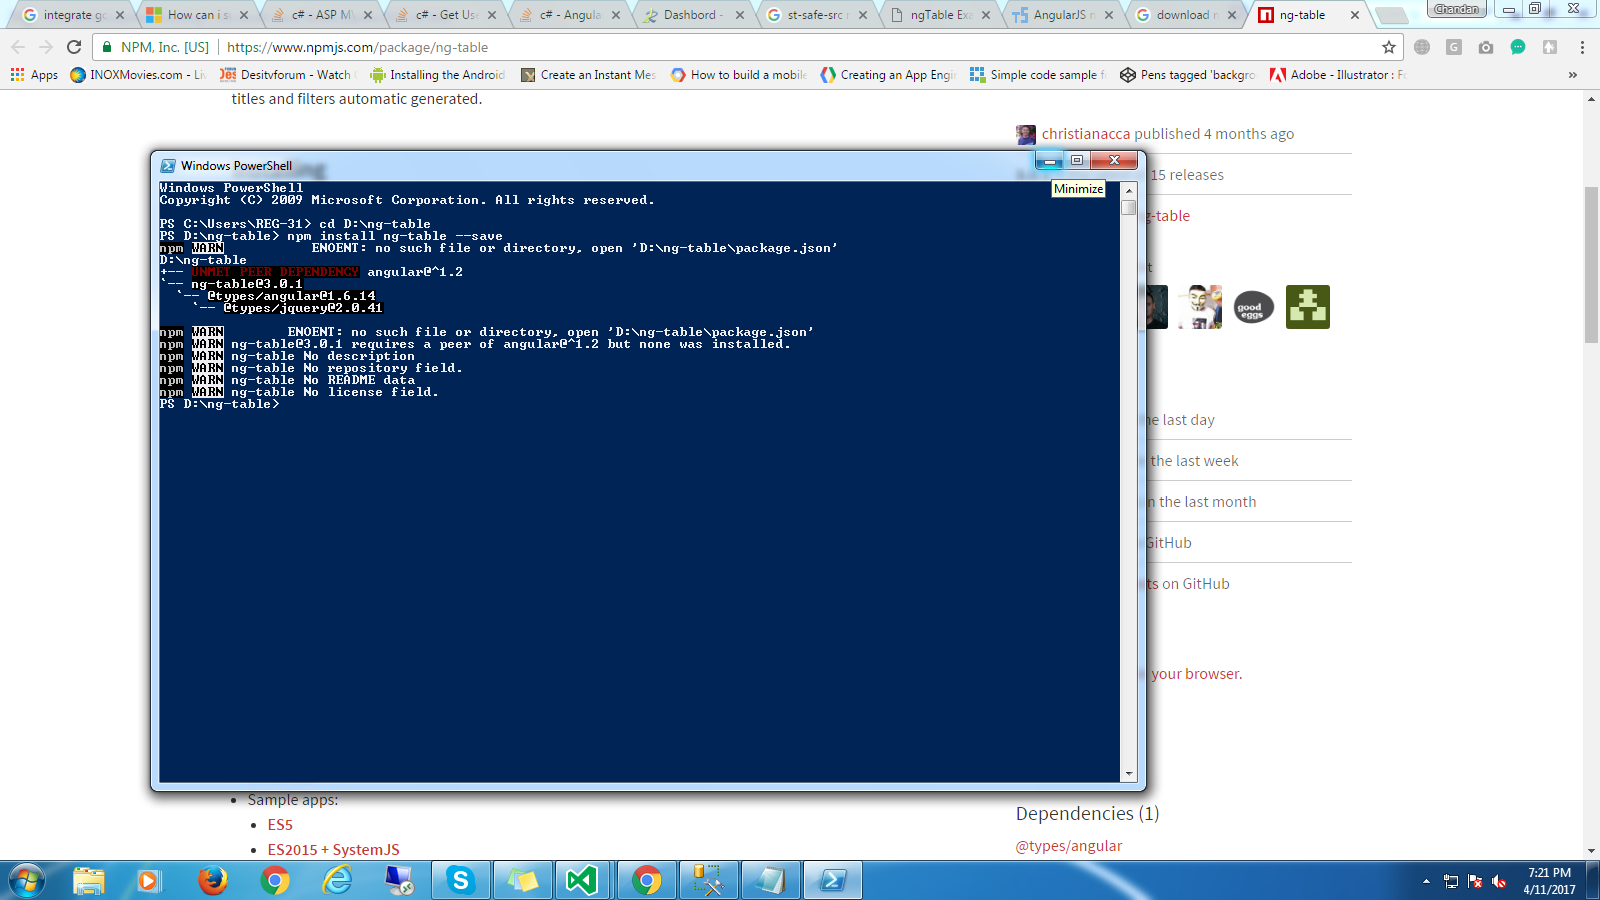 integrate go
How can i s
c# - ASP M
c# - Get Us
c# - Angula
Dashbord -
st-safe-src
ngTable Exa
AngularJS n
download n
ng-table
Chandan
NPM, Inc. [US]
https://www.npmjs.com/package/ng-table
Apps
INOXMovies.com - Liv
Desitvforum - Watch
Installing the Android
Create an Instant Mes
How to build a mobile
Creating an App Engi
Simple code sample f
Pens tagged 'backgro
Adobe - Illustrator : Fo
»
titles and filters automatic generated.
christianacca published 4 months ago
15 releases
g-table
t
good eggs
he last day
the last week
n the last month
GitHub
ts on GitHub
your browser.
Windows PowerShell
Minimize
Windows PowerShell
Copyright (C) 2009 Microsoft Corporation. All rights reserved.
PS C:\Users\REG-31> cd D:\ng-table
PS D:\ng-table> npm install ng-table --save
npm WARN ENOENT: no such file or directory, open 'D:\ng-table\package.json'
D:\ng-table
+-- UNMET PEER DEPENDENCY angular@^1.2
`-- ng-table@3.0.1
`-- @types/angular@1.6.14
`-- @types/jquery@2.0.41
npm WARN ENOENT: no such file or directory, open 'D:\ng-table\package.json'
npm WARN ng-table@3.0.1 requires a peer of angular@^1.2 but none was installed.
npm WARN ng-table No description
npm WARN ng-table No repository field.
npm WARN ng-table No README data
npm WARN ng-table No license field.
PS D:\ng-table>
• Sample apps:
• ES5
• ES2015 + SystemJS
Dependencies (1)
@types/angular
7:21 PM
4/11/2017